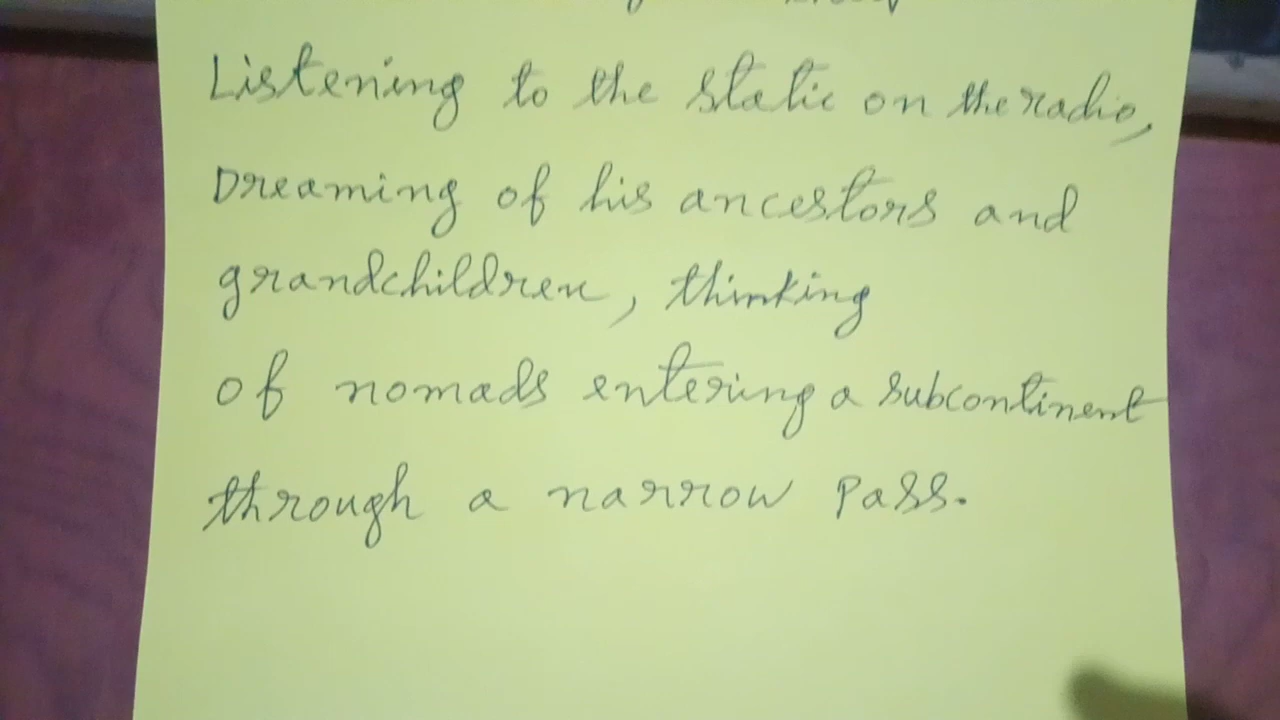 Listening to the static on the radio,
Dreaming of his ancestors and
grandchildren, thinking
of nomads entering a subcontinent
through a narrow pass.